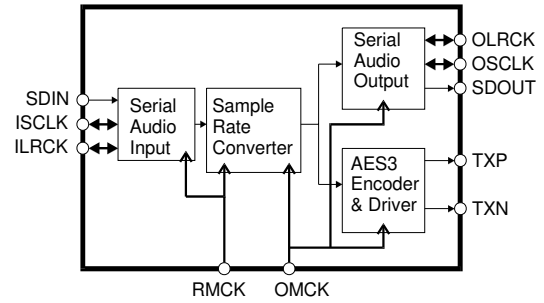 Serial
Audio
Output
OLRCK
OSCLK
SDOUT
SDIN
ISCLK
ILRCK
Serial
Audio
Input
Sample
Rate
Converter
AES3
Encoder
& Driver
TXP
TXN
RMCK
OMCK